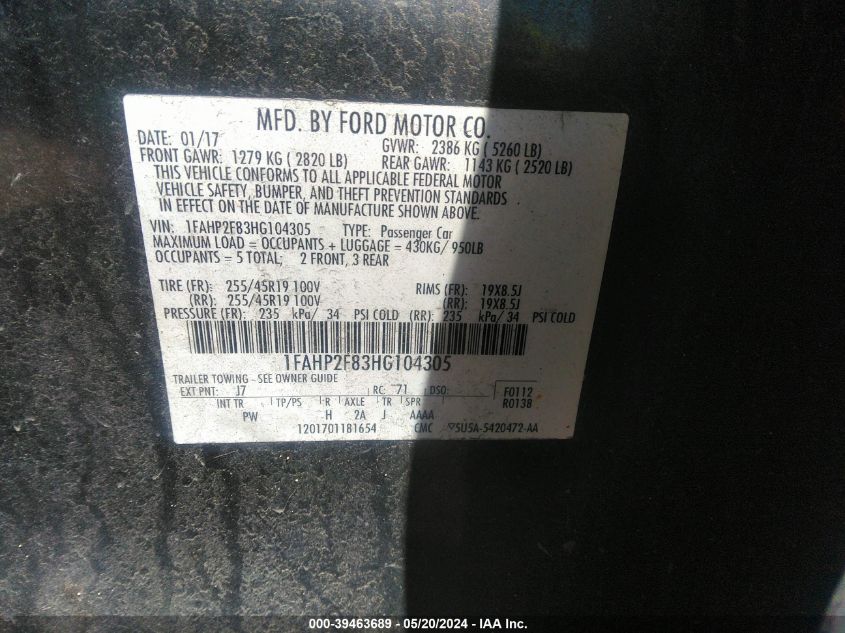 MFD. BY FORD MOTOR CO.
DATE: 01/17 GVWR: 2386 KG ( 5260 LB)
FRONT GAWR: 1279 KG ( 2820 LB) REAR GAWR: 1143 KG ( 2520 LB)
THIS VEHICLE CONFORMS TO ALL APPLICABLE FEDERAL MOTOR
VEHICLE SAFETY, BUMPER, AND THEFT PREVENTION STANDARDS
IN EFFECT ON THE DATE OF MANUFACTURE SHOWN ABOVE.
VIN: 1FAHP2F83HG104305 TYPE: Passenger Car
MAXIMUM LOAD = OCCUPANTS + LUGGAGE = 430KG/ 950LB
OCCUPANTS = 5 TOTAL; 2 FRONT, 3 REAR
TIRE (FR): 255/45R19 100V RIMS (FR): 19X8.5J
(RR): 255/45R19 100V (RR): 19X8.5J
PRESSURE (FR): 235 kPa/ 34 PSI COLD (RR): 235 kPa/ 34 PSI COLD
1FAHP2F83HG104305
TRAILER TOWING - SEE OWNER GUIDE
EXT PNT: J7 RC: 71 DSO: F0112
INT TR TP/PS R AXLE TR SPR R0138
PW H 2A J AAAA
1201701181654 CMC 5U5A-5420472-AA
000-39463689 - 05/20/2024 - IAA Inc.